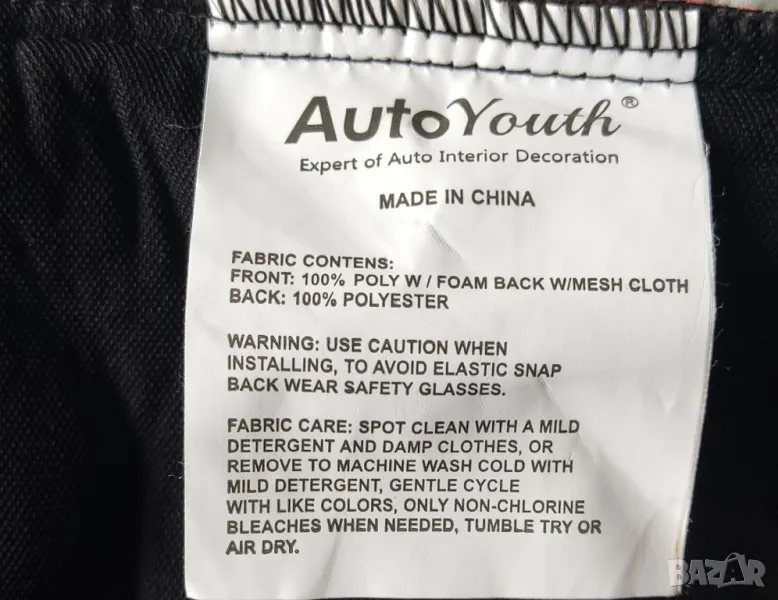 AutoYouth®
Expert of Auto Interior Decoration
MADE IN CHINA
FABRIC CONTENS:
FRONT: 100% POLY W / FOAM BACK W/MESH CLOTH
BACK: 100% POLYESTER
WARNING: USE CAUTION WHEN
INSTALLING, TO AVOID ELASTIC SNAP
BACK WEAR SAFETY GLASSES.
FABRIC CARE: SPOT CLEAN WITH A MILD
DETERGENT AND DAMP CLOTHES, OR
REMOVE TO MACHINE WASH COLD WITH
MILD DETERGENT, GENTLE CYCLE
WITH LIKE COLORS, ONLY NON-CHLORINE
BLEACHES WHEN NEEDED, TUMBLE TRY OR
AIR DRY.
BAZAR